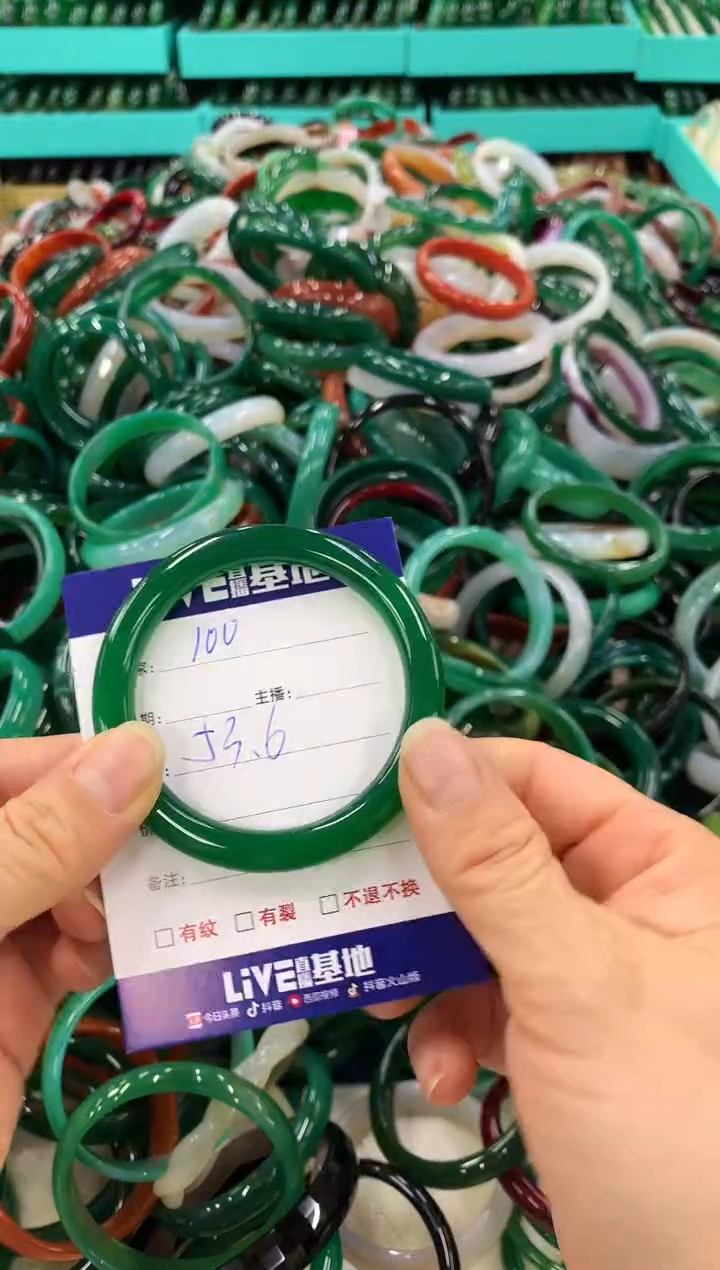 LiVE直播基地
100
期:
主播:
53.6
备注:
有纹 有裂 不退不换
LiVE直播基地
今日头条 抖音 西瓜视频 抖音火山版